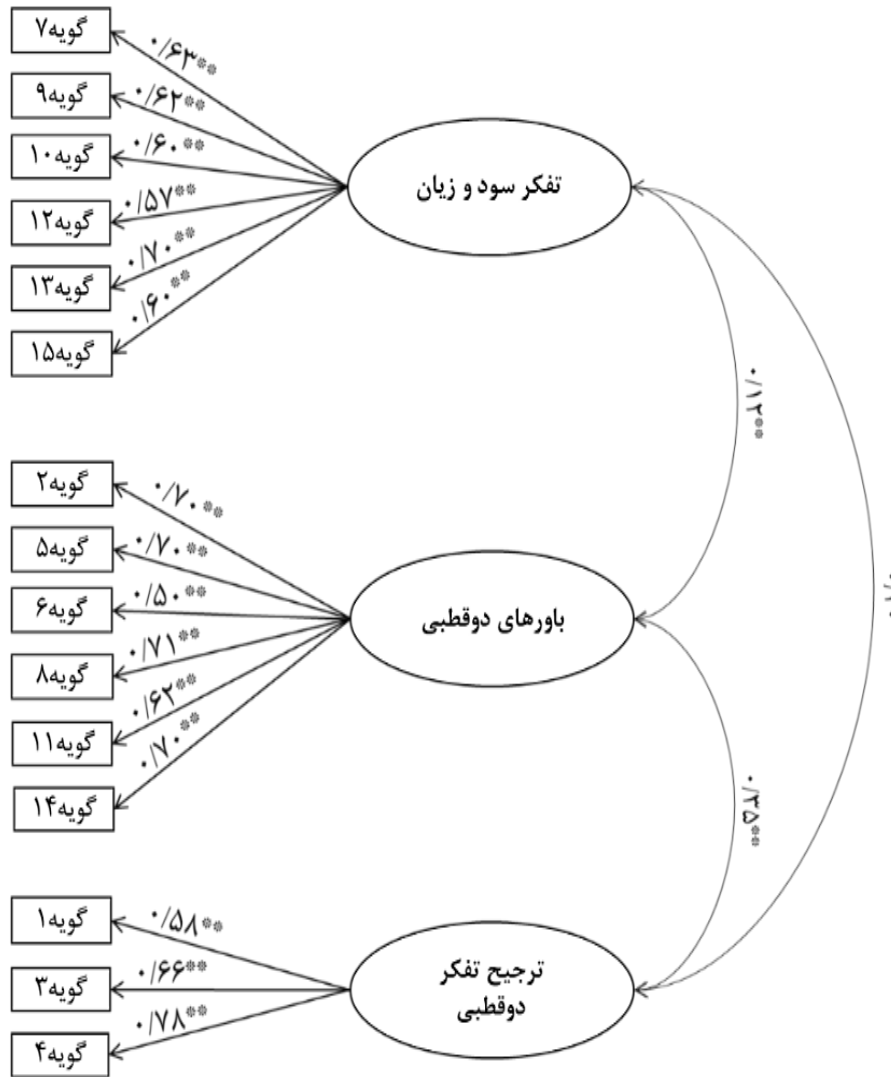 گویه۷
گویه۹
گویه۱۰
گویه۱۲
گویه۱۳
گویه۱۵
۰/۶۳**
۰/۶۲**
۰/۶۰**
۰/۵۷**
۰/۷۰**
۰/۶۰**
تفکر سود و زیان
۰/۱۲**
گویه۲
گویه۵
گویه۶
گویه۸
گویه۱۱
گویه۱۴
۰/۷۰**
۰/۷۰**
۰/۵۰**
۰/۷۱**
۰/۶۲**
۰/۷۰**
باورهای دوقطبی
۰/۳۵**
گویه۱
گویه۳
گویه۴
۰/۵۸**
۰/۶۶**
۰/۷۸**
ترجیح تفکر
دوقطبی